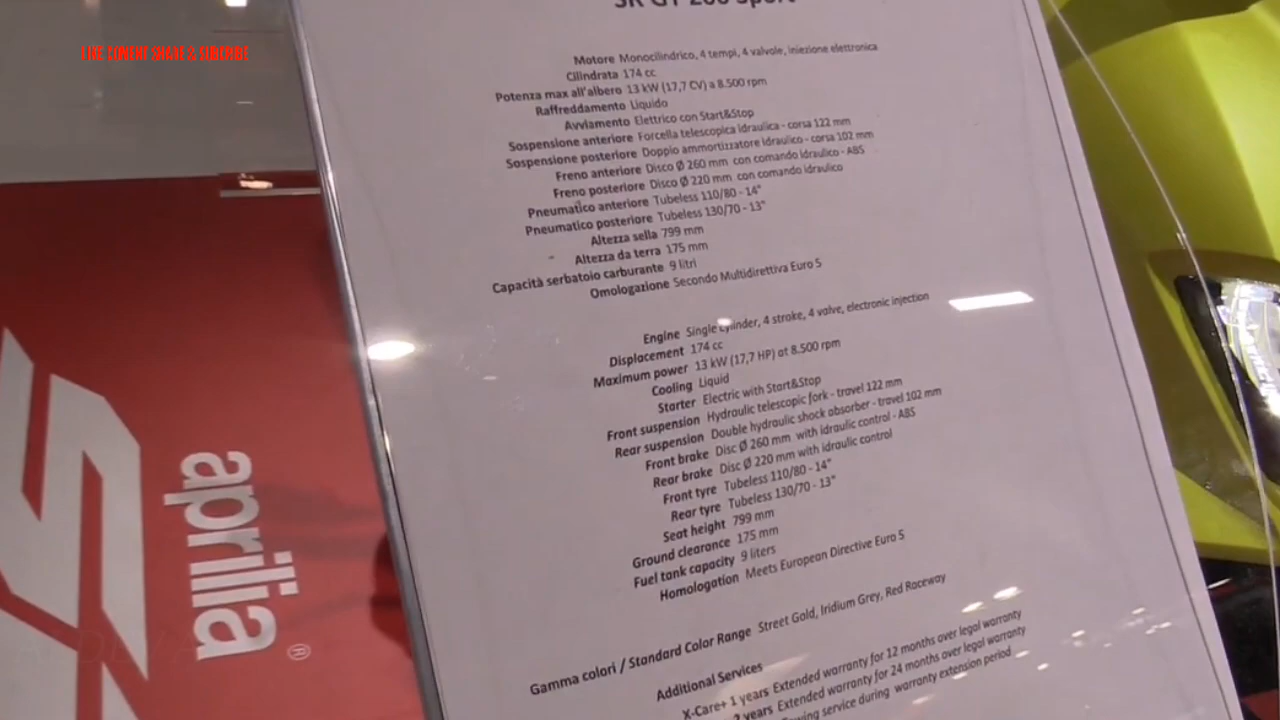 LIKE COMENT SHARE & SUBCRIBE
SR GT 200 Sport
Motore Monocilindrico, 4 tempi, 4 valvole, iniezione elettronica
Cilindrata 174 cc
Potenza max all'albero 13 kW (17,7 CV) a 8.500 rpm
Raffreddamento Liquido
Avviamento Elettrico con Start&Stop
Sospensione anteriore Forcella telescopica idraulica - corsa 122 mm
Sospensione posteriore Doppio ammortizzatore idraulico - corsa 102 mm
Freno anteriore Disco Ø 260 mm con comando idraulico - ABS
Freno posteriore Disco Ø 220 mm con comando idraulico
Pneumatico anteriore Tubeless 110/80 - 14"
Pneumatico posteriore Tubeless 130/70 - 13"
Altezza sella 799 mm
Altezza da terra 175 mm
Capacità serbatoio carburante 9 litri
Omologazione Secondo Multidirettiva Euro 5
Engine Single cylinder, 4 stroke, 4 valve, electronic injection
Displacement 174 cc
Maximum power 13 kW (17,7 HP) at 8.500 rpm
Cooling Liquid
Starter Electric with Start&Stop
Front suspension Hydraulic telescopic fork - travel 122 mm
Rear suspension Double hydraulic shock absorber - travel 102 mm
Front brake Disc Ø 260 mm with idraulic control - ABS
Rear brake Disc Ø 220 mm with idraulic control
Front tyre Tubeless 110/80 - 14"
Rear tyre Tubeless 130/70 - 13"
Seat height 799 mm
Ground clearance 175 mm
Fuel tank capacity 9 liters
Homologation Meets European Directive Euro 5
Gamma colori / Standard Color Range Street Gold, Iridium Grey, Red Raceway
Additional Services
X-Care+ 1 years Extended warranty for 12 months over legal warranty
2 years Extended warranty for 24 months over legal warranty
service during warranty extension period
aprilia ®